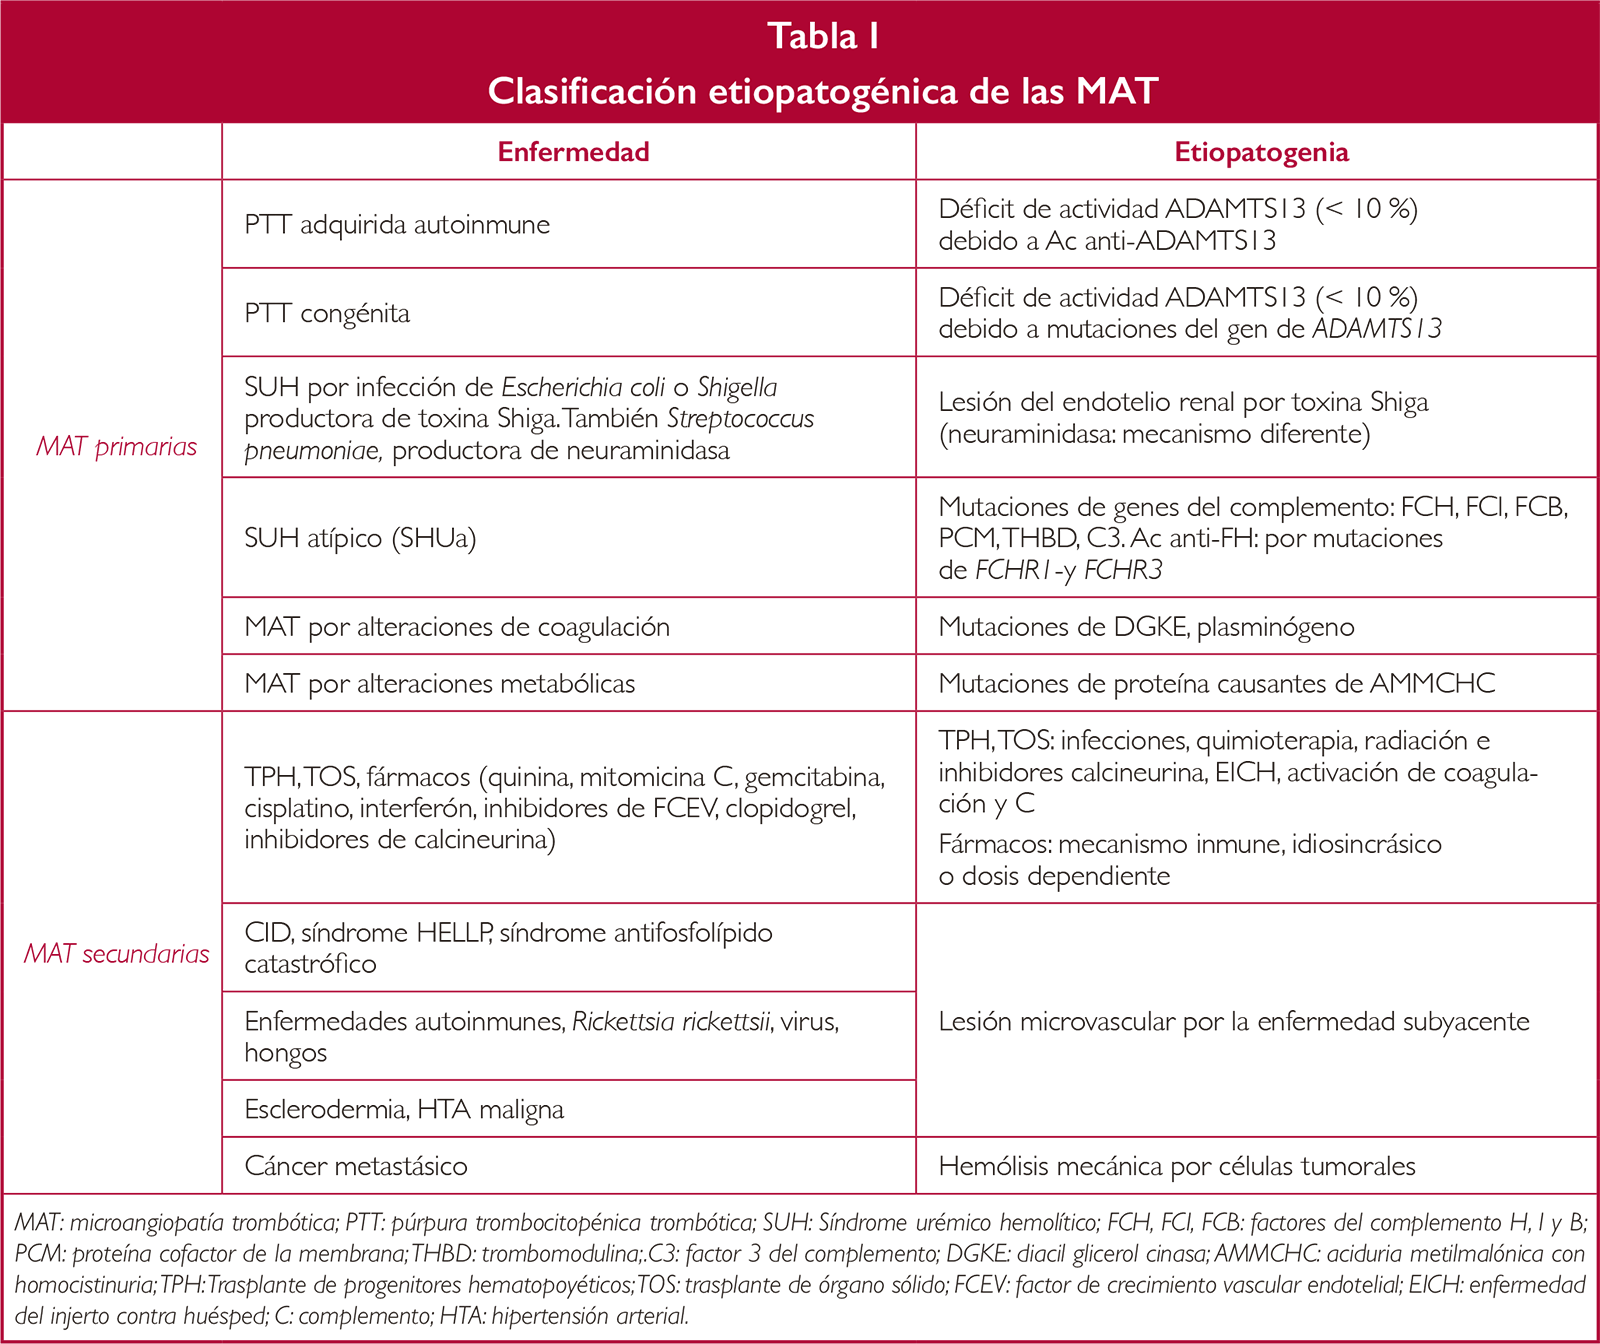 Tabla I
Clasificación etiopatogénica de las MAT
Enfermedad
Etiopatogenia
MAT primarias
PTT adquirida autoinmune
Déficit de actividad ADAMTS13 (< 10 %)
debido a Ac anti-ADAMTS13
PTT congénita
Déficit de actividad ADAMTS13 (< 10 %)
debido a mutaciones del gen de ADAMTS13
SUH por infección de Escherichia coli o Shigella
productora de toxina Shiga. También Streptococcus
pneumoniae, productora de neuraminidasa
Lesión del endotelio renal por toxina Shiga
(neuraminidasa: mecanismo diferente)
SUH atípico (SHUa)
Mutaciones de genes del complemento: FCH, FCI, FCB,
PCM, THBD, C3. Ac anti-FH: por mutaciones
de FCHR1-y FCHR3
MAT por alteraciones de coagulación
Mutaciones de DGKE, plasminógeno
MAT por alteraciones metabólicas
Mutaciones de proteína causantes de AMMCHC
MAT secundarias
TPH, TOS, fármacos (quinina, mitomicina C, gemcitabina,
cisplatino, interferón, inhibidores de FCEV, clopidogrel,
inhibidores de calcineurina)
TPH, TOS: infecciones, quimioterapia, radiación e
inhibidores calcineurina, EICH, activación de coagula-
ción y C
Fármacos: mecanismo inmune, idiosincrásico
o dosis dependiente
CID, síndrome HELLP, síndrome antifosfolípido
catastrófico
Enfermedades autoinmunes, Rickettsia rickettsii, virus,
hongos
Lesión microvascular por la enfermedad subyacente
Esclerodermia, HTA maligna
Cáncer metastásico
Hemólisis mecánica por células tumorales
MAT: microangiopatía trombótica; PTT: púrpura trombocitopénica trombótica; SUH: Síndrome urémico hemolítico; FCH, FCI, FCB: factores del complemento H, I y B;
PCM: proteína cofactor de la membrana; THBD: trombomodulina;.C3: factor 3 del complemento; DGKE: diacil glicerol cinasa; AMMCHC: aciduria metilmalónica con
homocistinuria; TPH: Trasplante de progenitores hematopoyéticos; TOS: trasplante de órgano sólido; FCEV: factor de crecimiento vascular endotelial; EICH: enfermedad
del injerto contra huésped; C: complemento; HTA: hipertensión arterial.